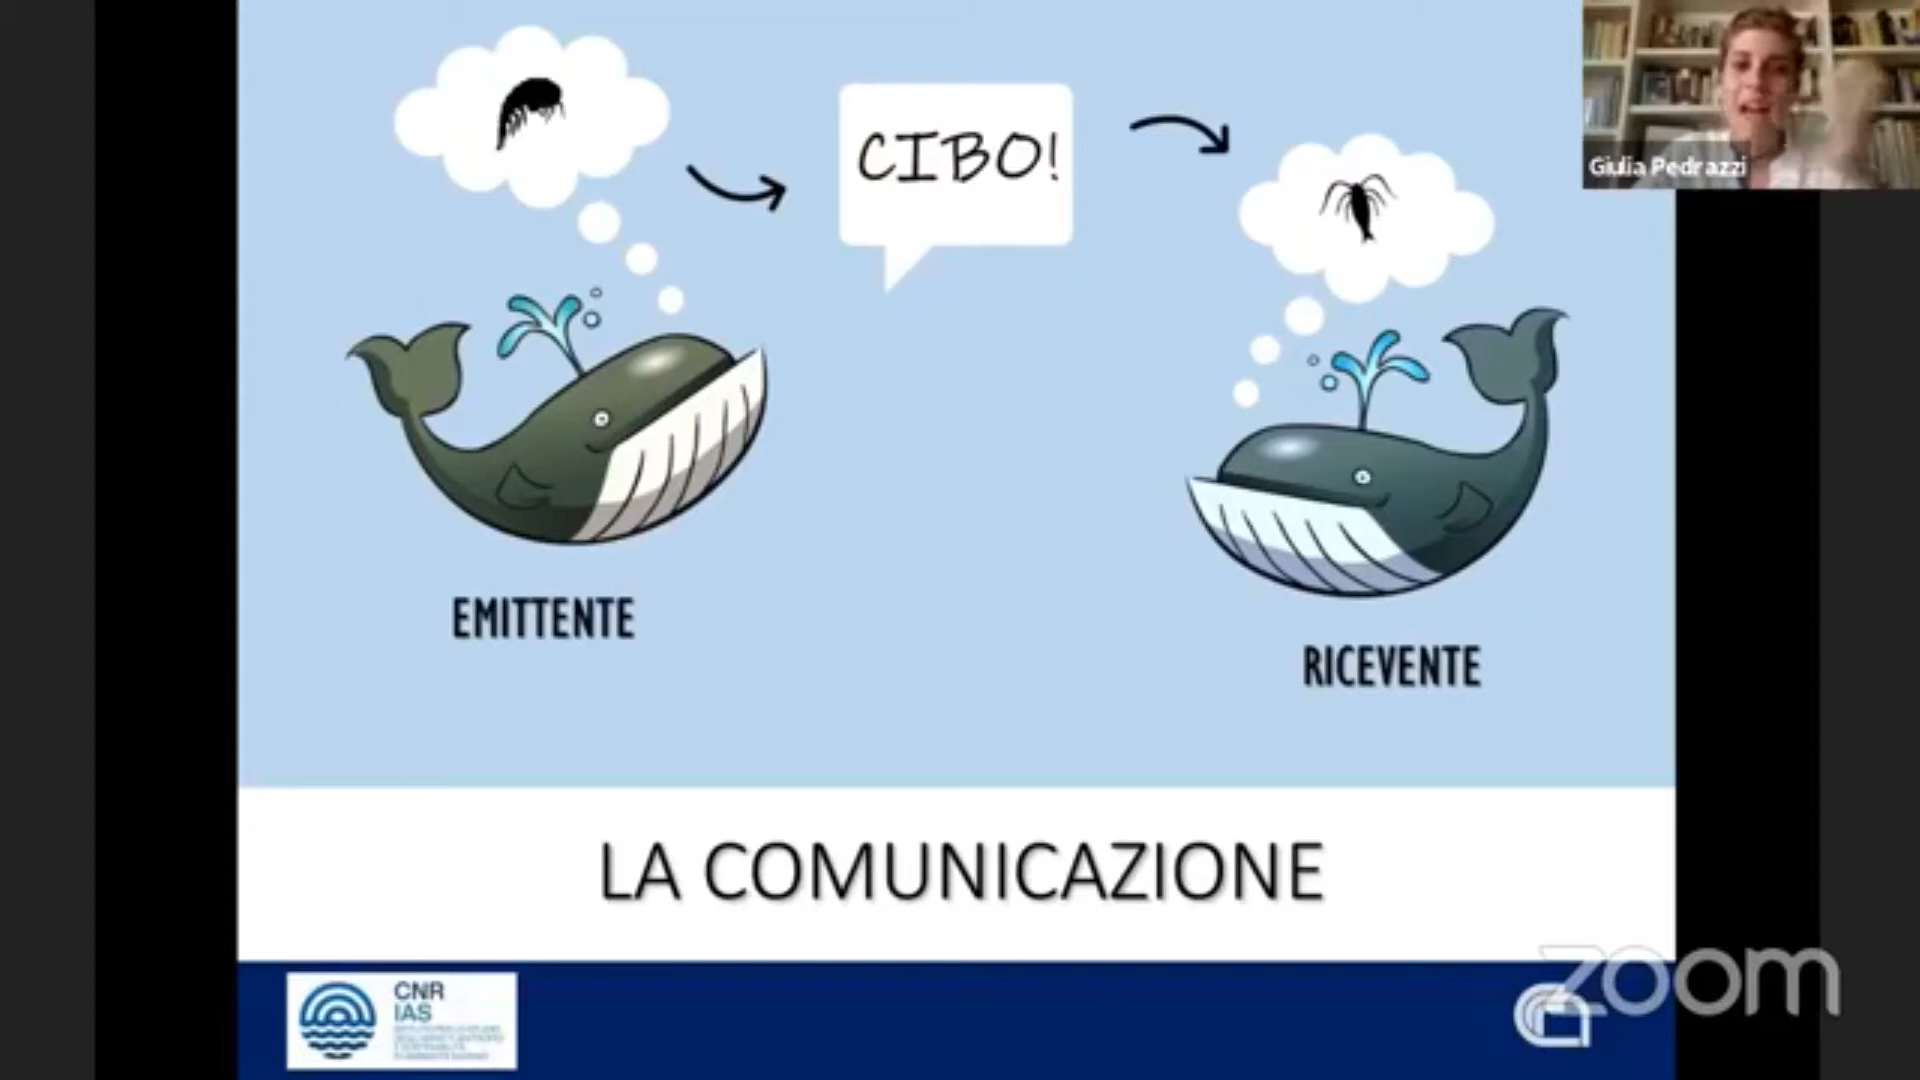 Giulia Pedrazzi
CIBO!
EMITTENTE
RICEVENTE
LA COMUNICAZIONE
CNR
IAS
zoom